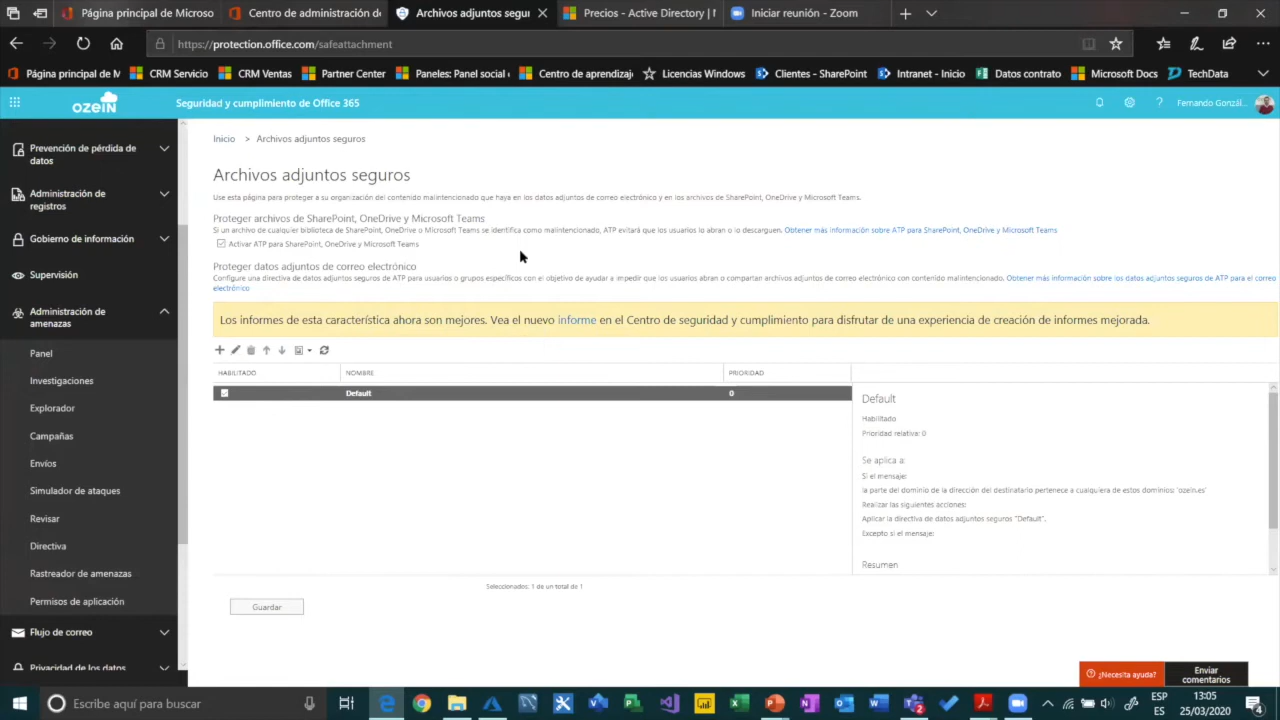 Página principal de Microso
Centro de administración de
Archivos adjuntos segur
Precios - Active Directory | M
Iniciar reunión - Zoom
https://protection.office.com/safeattachment
Página principal de M
CRM Servicio
CRM Ventas
Partner Center
Paneles: Panel social
Centro de aprendizaje
Licencias Windows
Clientes - SharePoint
Intranet - Inicio
Datos contrato
Microsoft Docs
TechData
ozeIN
Seguridad y cumplimiento de Office 365
?
Fernando Gonzál...
Prevención de pérdida de
datos
Administración de
registros
Gobierno de información
Supervisión
Administración de
amenazas
Panel
Investigaciones
Explorador
Campañas
Envíos
Simulador de ataques
Revisar
Directiva
Rastreador de amenazas
Permisos de aplicación
Flujo de correo
Privacidad de los datos
Inicio > Archivos adjuntos seguros
Archivos adjuntos seguros
Use esta página para proteger a su organización del contenido malintencionado que haya en los datos adjuntos de correo electrónico y en los archivos de SharePoint, OneDrive y Microsoft Teams.
Proteger archivos de SharePoint, OneDrive y Microsoft Teams
Si un archivo de cualquier biblioteca de SharePoint, OneDrive o Microsoft Teams se identifica como malintencionado, ATP evitará que los usuarios lo abran o lo descarguen. Obtener más información sobre ATP para SharePoint, OneDrive y Microsoft Teams
Activar ATP para SharePoint, OneDrive y Microsoft Teams
Proteger datos adjuntos de correo electrónico
Configure una directiva de datos adjuntos seguros de ATP para usuarios o grupos específicos con el objetivo de ayudar a impedir que los usuarios abran o compartan archivos adjuntos de correo electrónico con contenido malintencionado. Obtener más información sobre los datos adjuntos seguros de ATP para el correo
electrónico
Los informes de esta característica ahora son mejores. Vea el nuevo informe en el Centro de seguridad y cumplimiento para disfrutar de una experiencia de creación de informes mejorada.
HABILITADO NOMBRE PRIORIDAD
Default 0
Default
Habilitado
Prioridad relativa: 0
Se aplica a:
Si el mensaje:
la parte del dominio de la dirección del destinatario pertenece a cualquiera de estos dominios: 'ozein.es'
Realizar las siguientes acciones:
Aplicar la directiva de datos adjuntos seguros "Default".
Excepto si el mensaje:
Resumen
Seleccionados: 1 de un total de 1
Guardar
¿Necesita ayuda?
Enviar
comentarios
Escribe aquí para buscar
ESP
ES
13:05
25/03/2020
2
4